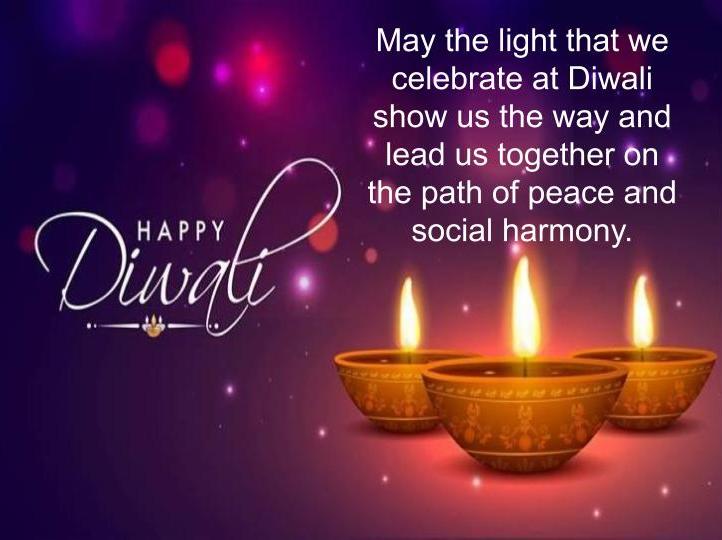 May the light that we
celebrate at Diwali
show us the way and
lead us together on
the path of peace and
social harmony.
HAPPY
Diwali